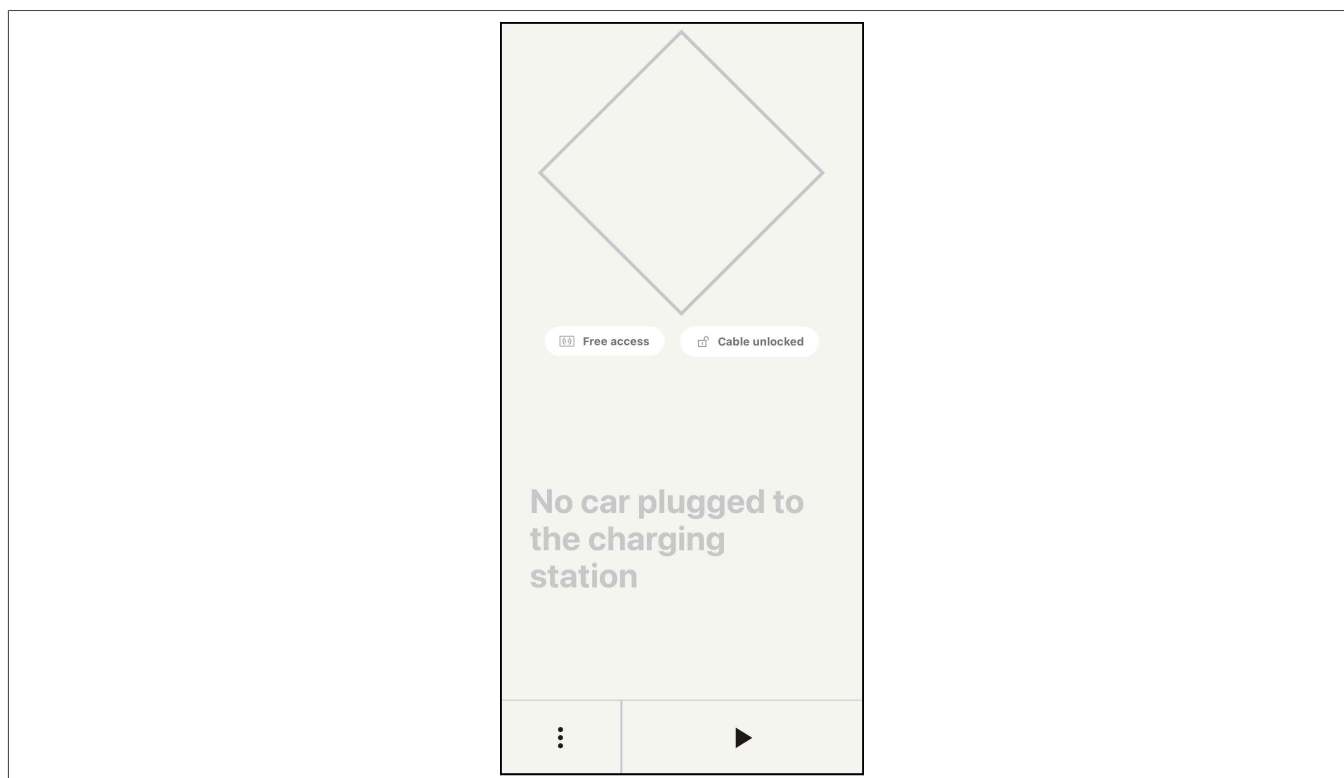 Free access
Cable unlocked
No car plugged to
the charging
station